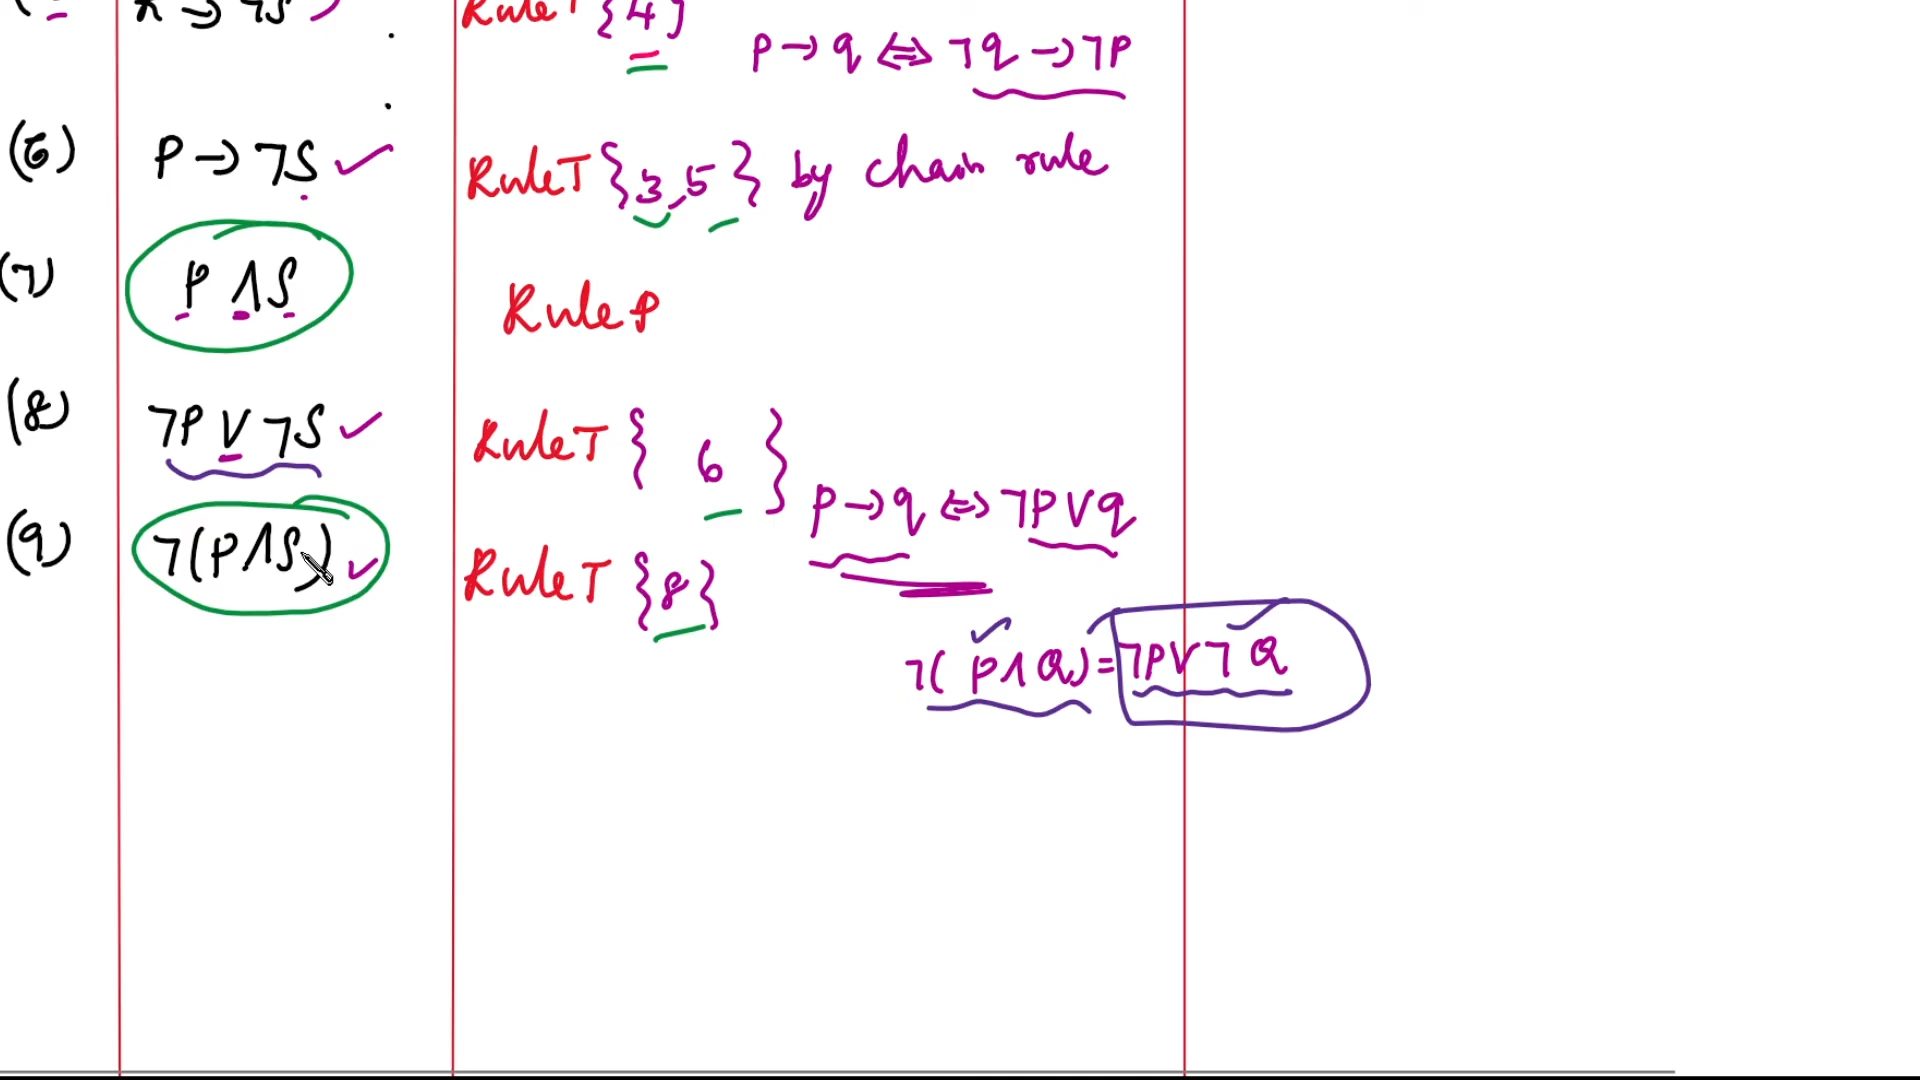 R → ¬S Rule T {4}
P → q ⇔ ¬q → ¬P
(6) P → ¬S Rule T {3,5} by chain rule
(7) P ∧ S Rule P
(8) ¬P ∨ ¬S Rule T { 6 }
P → q ⇔ ¬P ∨ q
(9) ¬(P ∧ S) Rule T {8}
¬( P ∧ Q ) = ¬P ∨ ¬ Q